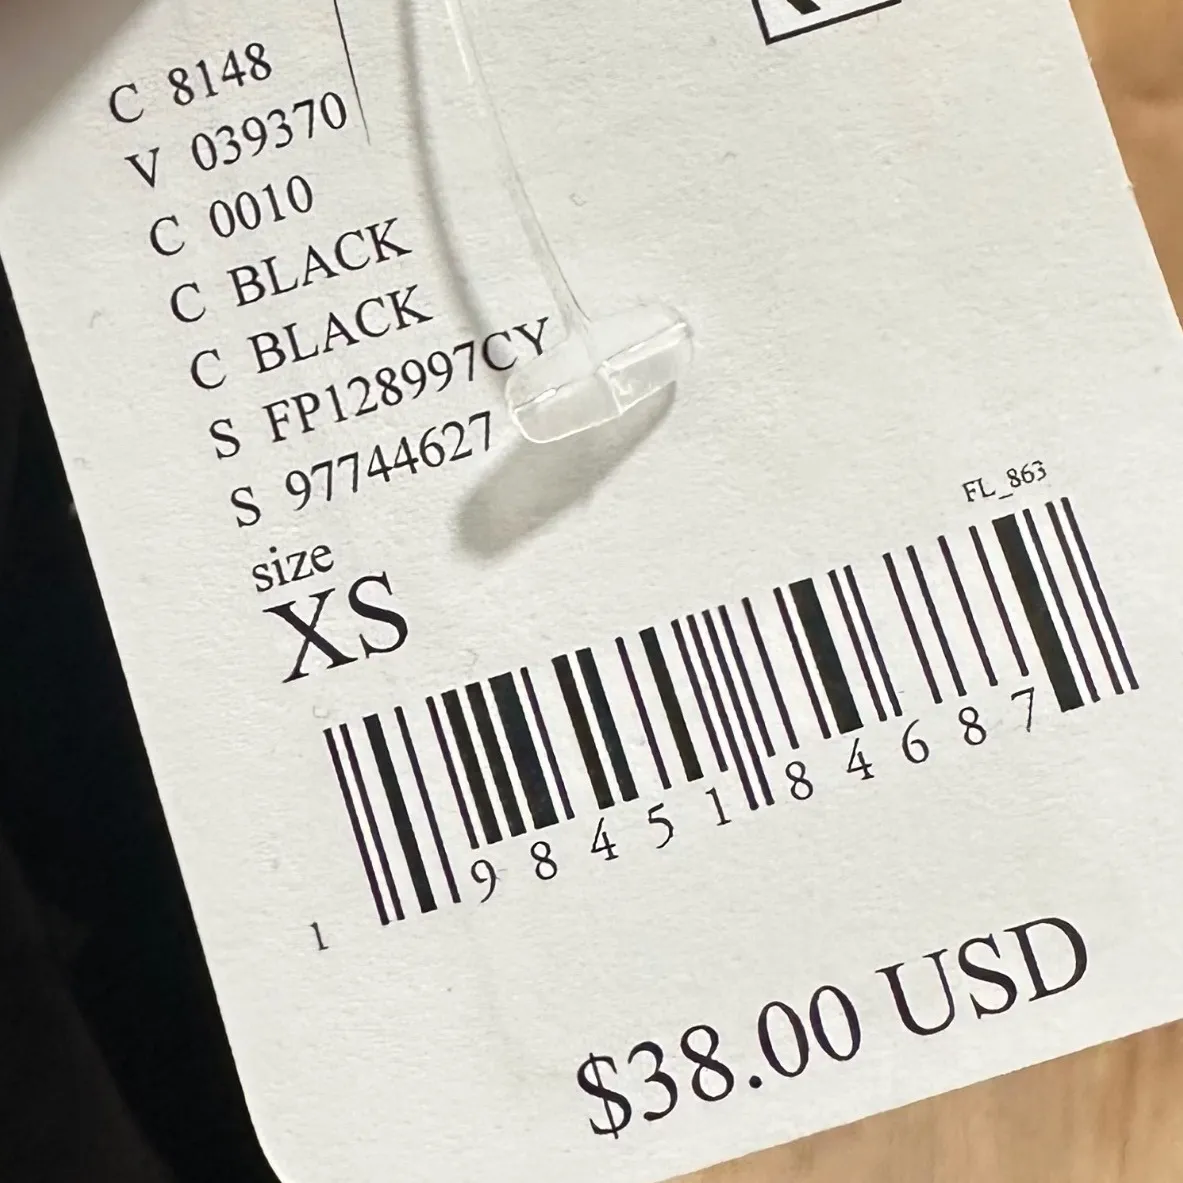 C 8148
V 039370
C 0010
C BLACK
C BLACK
S FP128997CY
S 97744627
size
XS
FL_863
1 98451 84687
$38.00 USD